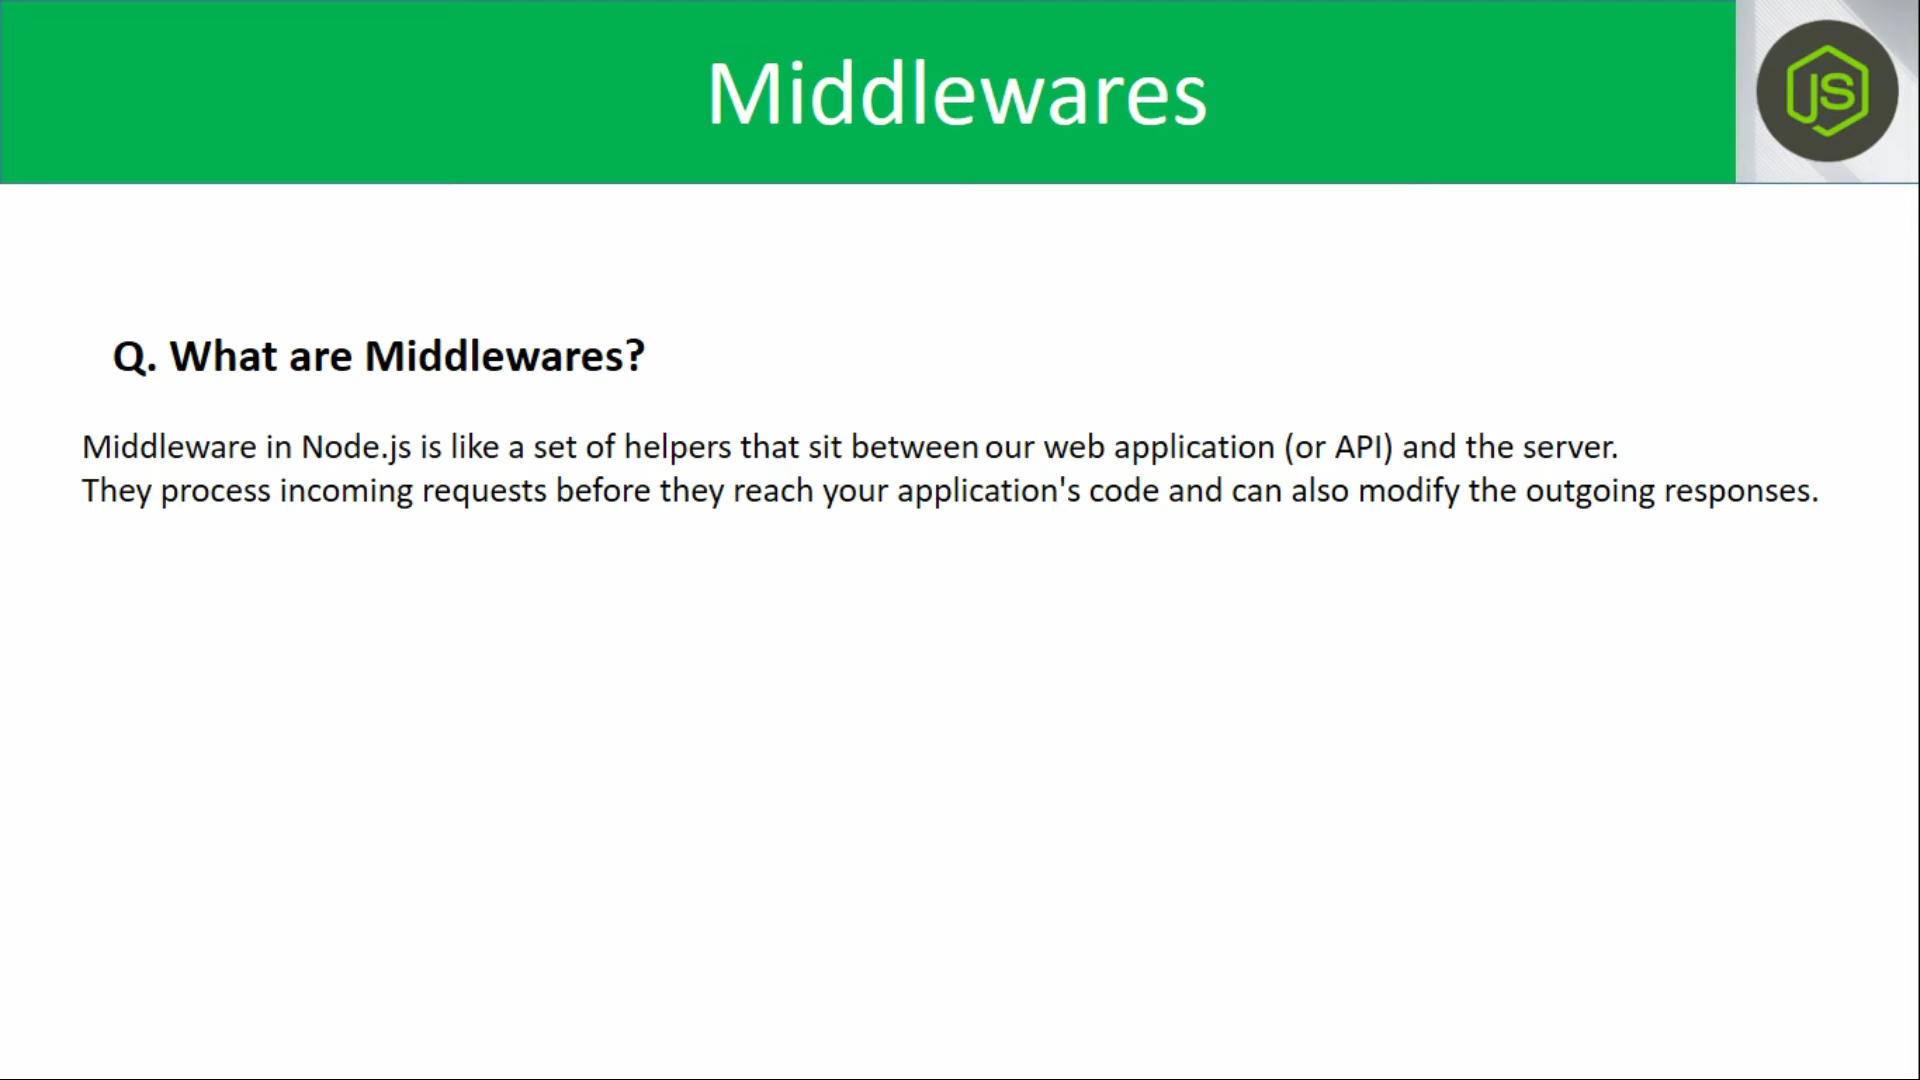 Middlewares
JS
Q. What are Middlewares?
Middleware in Node.js is like a set of helpers that sit between our web application (or API) and the server.
They process incoming requests before they reach your application's code and can also modify the outgoing responses.